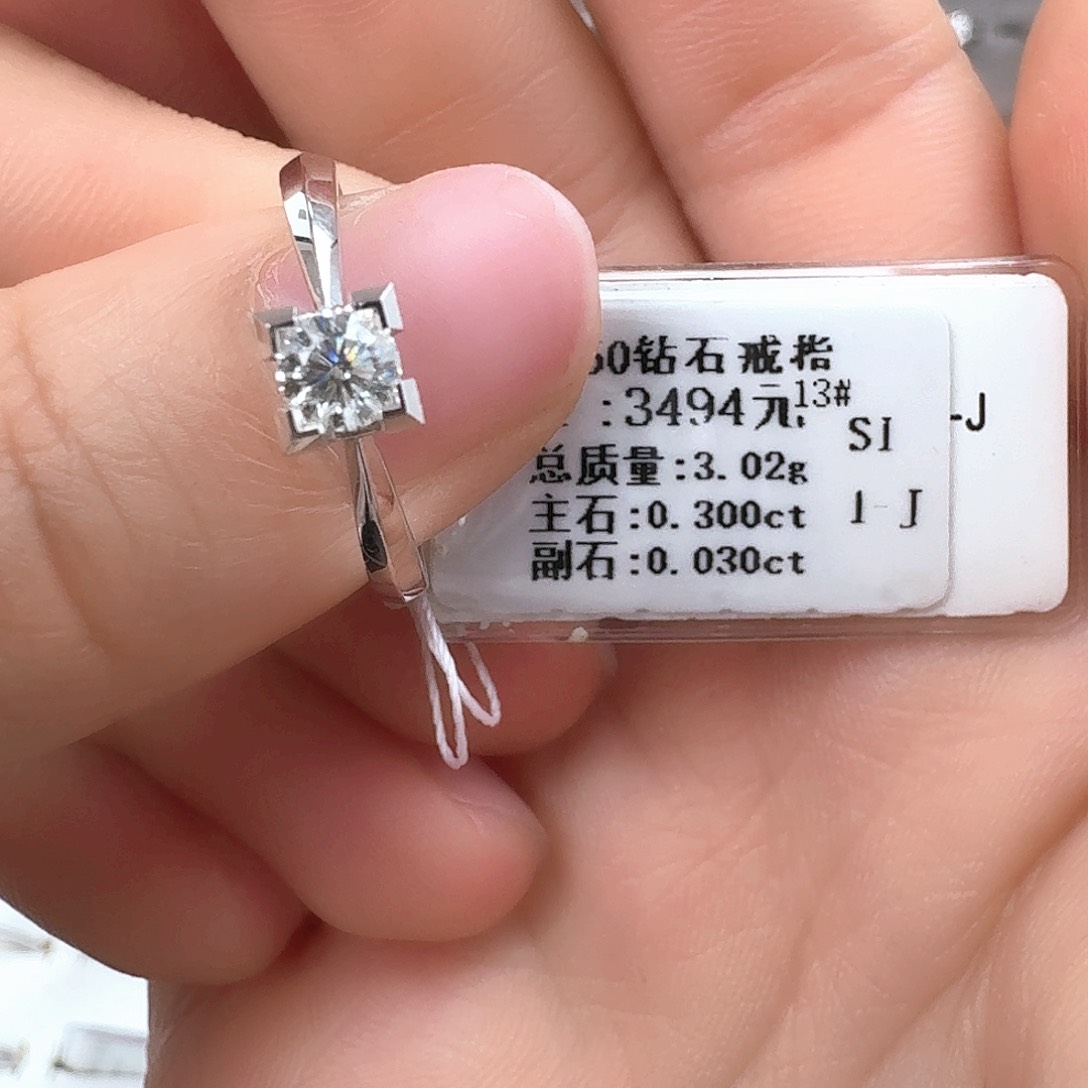 50钻石戒指
:3494元 13#
SI
-J
总质量:3.02g
主石:0.300ct I-J
副石:0.030ct